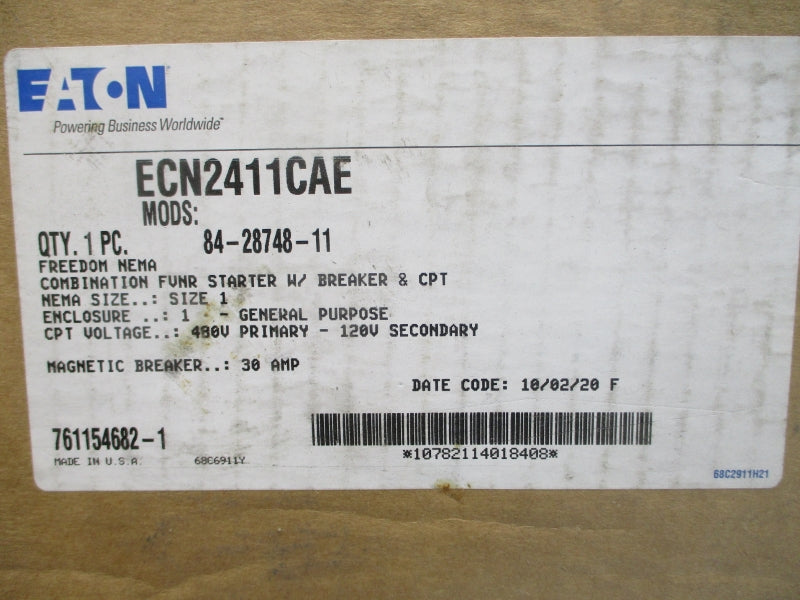 EATON
Powering Business Worldwide™
ECN2411CAE
MODS:
QTY. 1 PC. 84-28748-11
FREEDOM NEMA
COMBINATION FVNR STARTER W/ BREAKER & CPT
NEMA SIZE..: SIZE 1
ENCLOSURE ..: 1 - GENERAL PURPOSE
CPT VOLTAGE..: 480V PRIMARY - 120V SECONDARY
MAGNETIC BREAKER..: 30 AMP
DATE CODE: 10/02/20 F
761154682-1
*10782114018408*
MADE IN U.S.A. 68C6911Y
68C2911H21